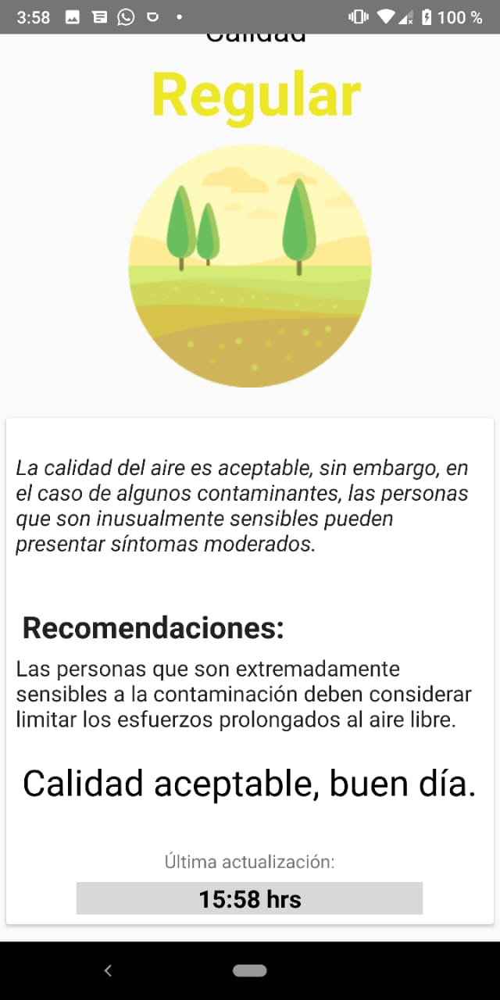 3:58
100 %
Calidad
Regular
La calidad del aire es aceptable, sin embargo, en
el caso de algunos contaminantes, las personas
que son inusualmente sensibles pueden
presentar síntomas moderados.
Recomendaciones:
Las personas que son extremadamente
sensibles a la contaminación deben considerar
limitar los esfuerzos prolongados al aire libre.
Calidad aceptable, buen día.
Última actualización:
15:58 hrs